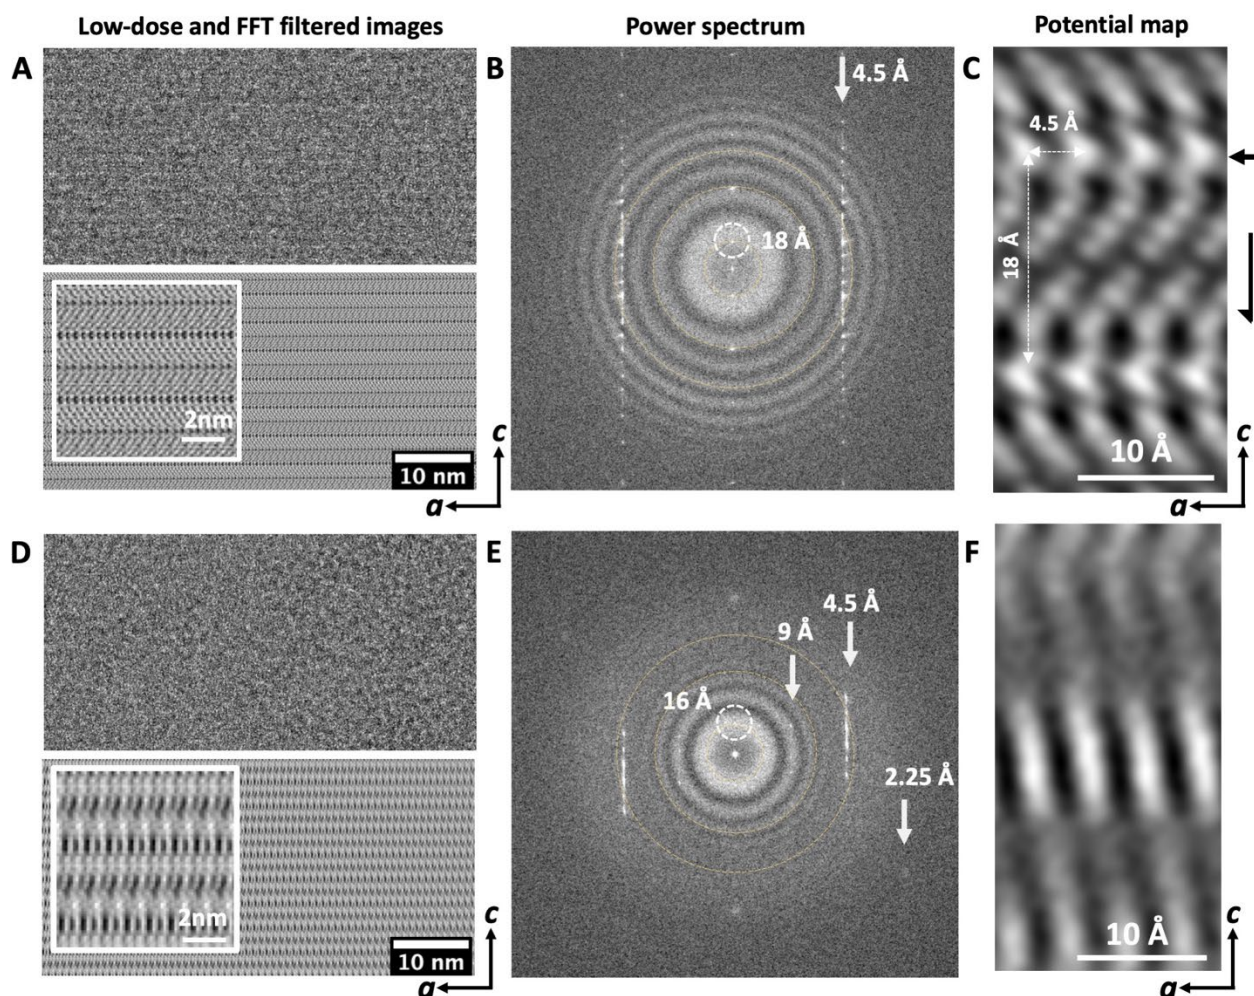 Low-dose and FFT filtered images
Power spectrum
Potential map
A
B
C
4.5 Å
18 Å
4.5 Å
18 Å
2nm
10 nm
10 Å
c
a
c
D
E
F
4.5 Å
9 Å
16 Å
2.25 Å
2nm
10 nm
10 Å
c
a
c
a